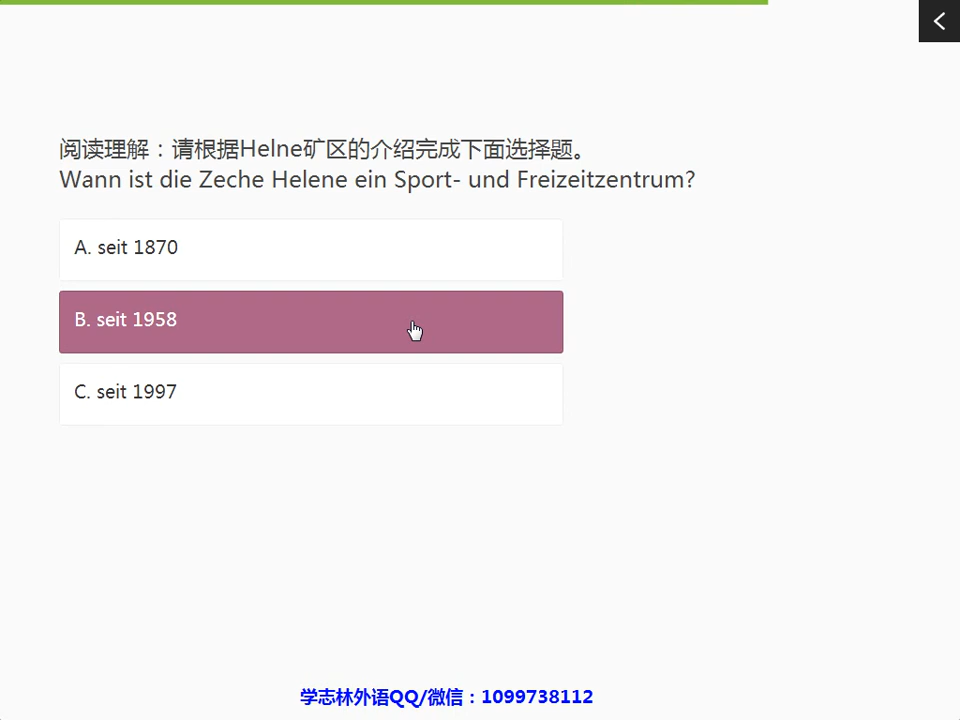 阅读理解：请根据Helne矿区的介绍完成下面选择题。
Wann ist die Zeche Helene ein Sport- und Freizeitzentrum?
A. seit 1870
B. seit 1958
C. seit 1997
学志林外语QQ/微信：1099738112